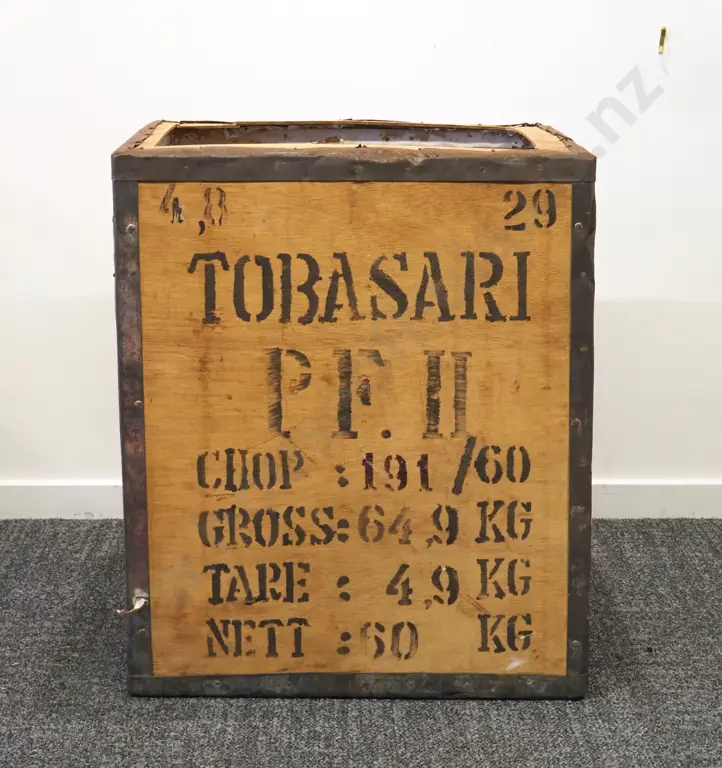 4,8 29
TOBASARI
P.F. II
CHOP : 191/60
GROSS: 64,9 KG
TARE : 4,9 KG
NETT : 60 KG
.nz